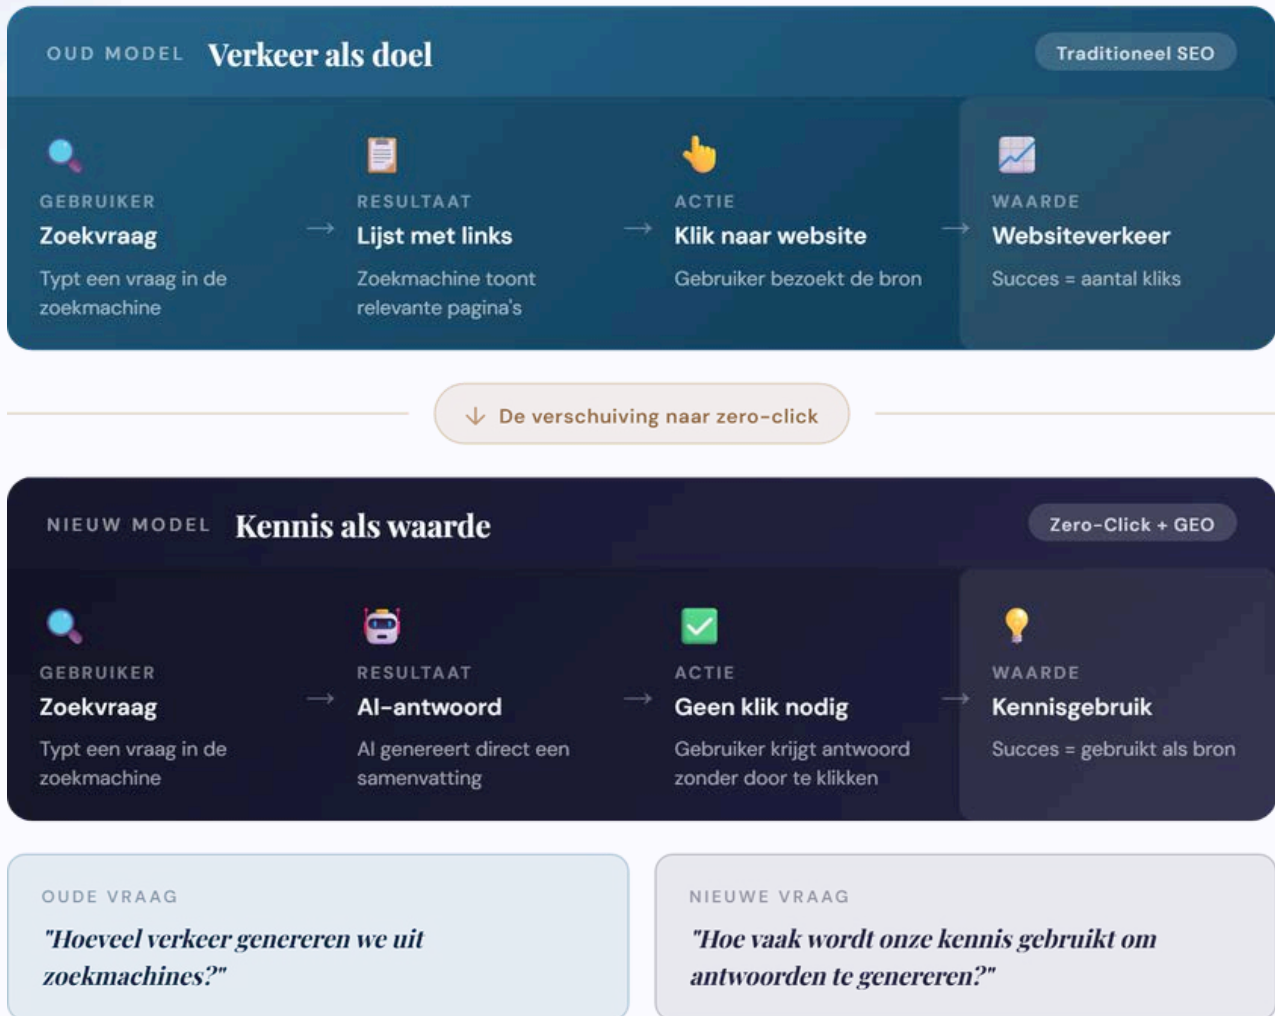 OUD MODEL Verkeer als doel Traditioneel SEO
GEBRUIKER
Zoekvraag
Typt een vraag in de
zoekmachine
→
RESULTAAT
Lijst met links
Zoekmachine toont
relevante pagina's
→
ACTIE
Klik naar website
Gebruiker bezoekt de bron
→
WAARDE
Websiteverkeer
Succes = aantal kliks
↓ De verschuiving naar zero-click
NIEUW MODEL Kennis als waarde Zero-Click + GEO
GEBRUIKER
Zoekvraag
Typt een vraag in de
zoekmachine
→
RESULTAAT
AI-antwoord
AI genereert direct een
samenvatting
→
ACTIE
Geen klik nodig
Gebruiker krijgt antwoord
zonder door te klikken
→
WAARDE
Kennisgebruik
Succes = gebruikt als bron
OUDE VRAAG
"Hoeveel verkeer genereren we uit
zoekmachines?"
NIEUWE VRAAG
"Hoe vaak wordt onze kennis gebruikt om
antwoorden te genereren?"